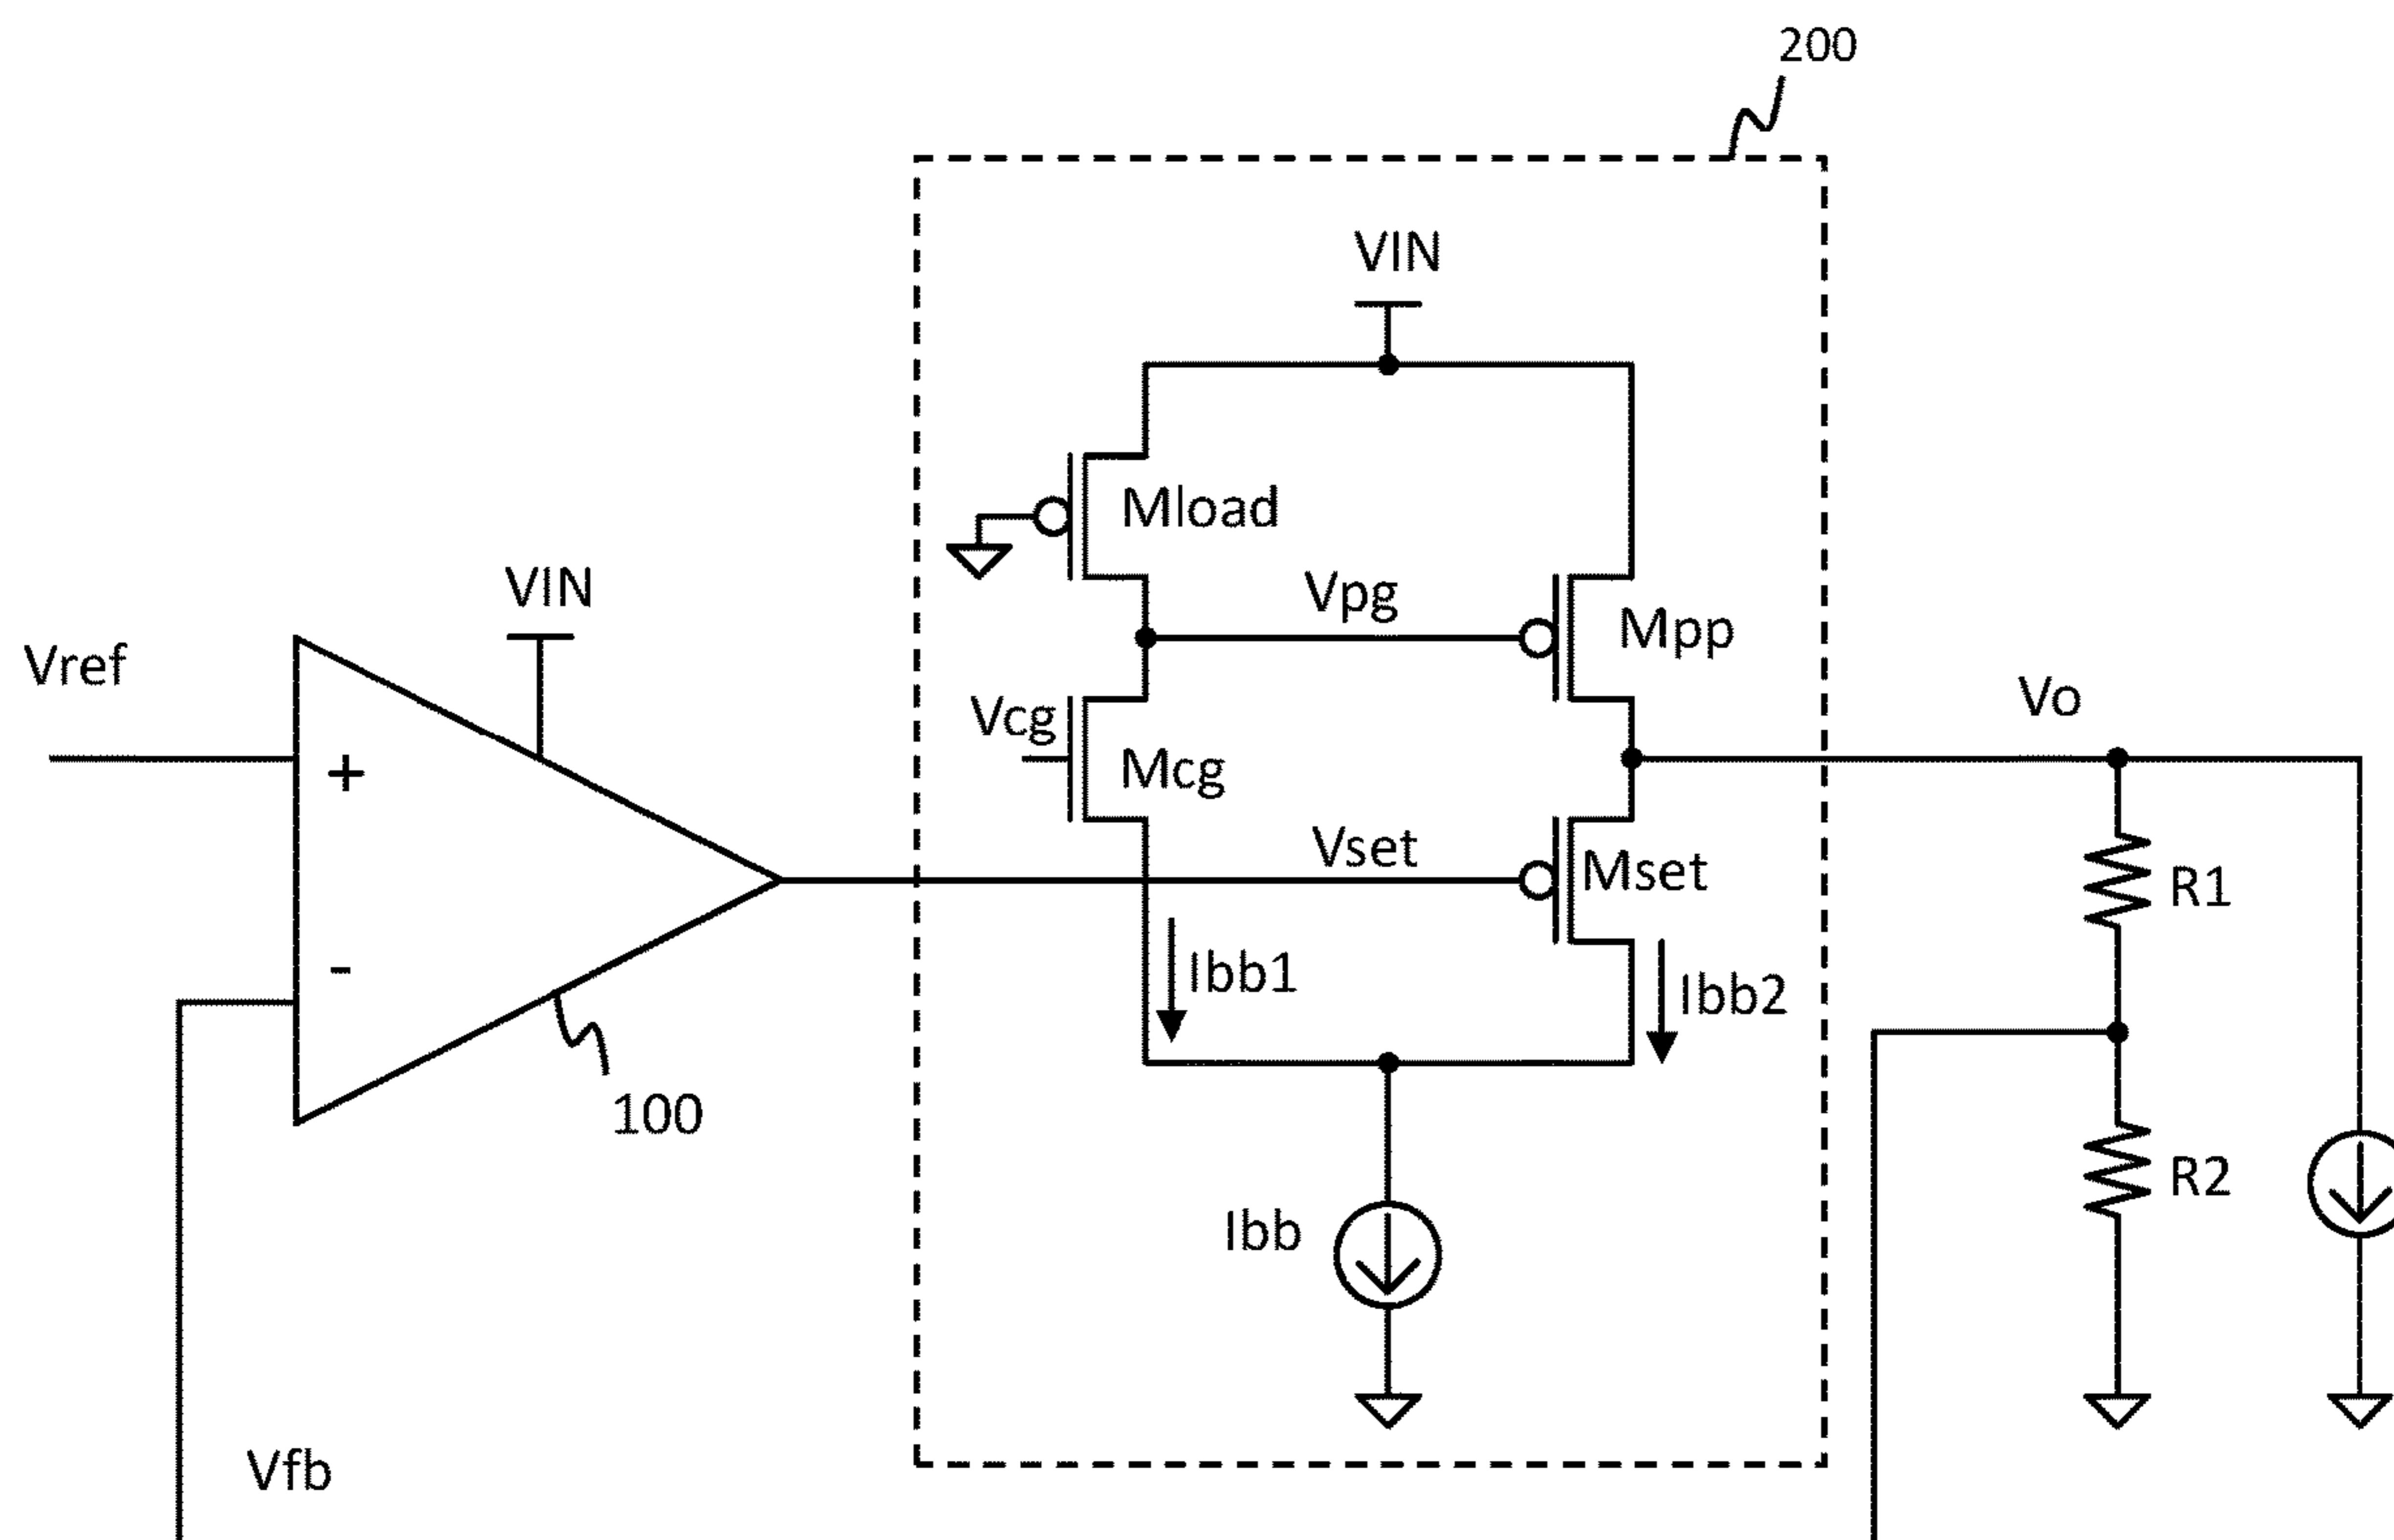 200
VIN
Mload
VIN
Vpg
Mpp
Vref
Vcg
Vo
+
Mcg
Vset
Mset
R1
-
Ibb1
Ibb2
100
R2
Ibb
Vfb